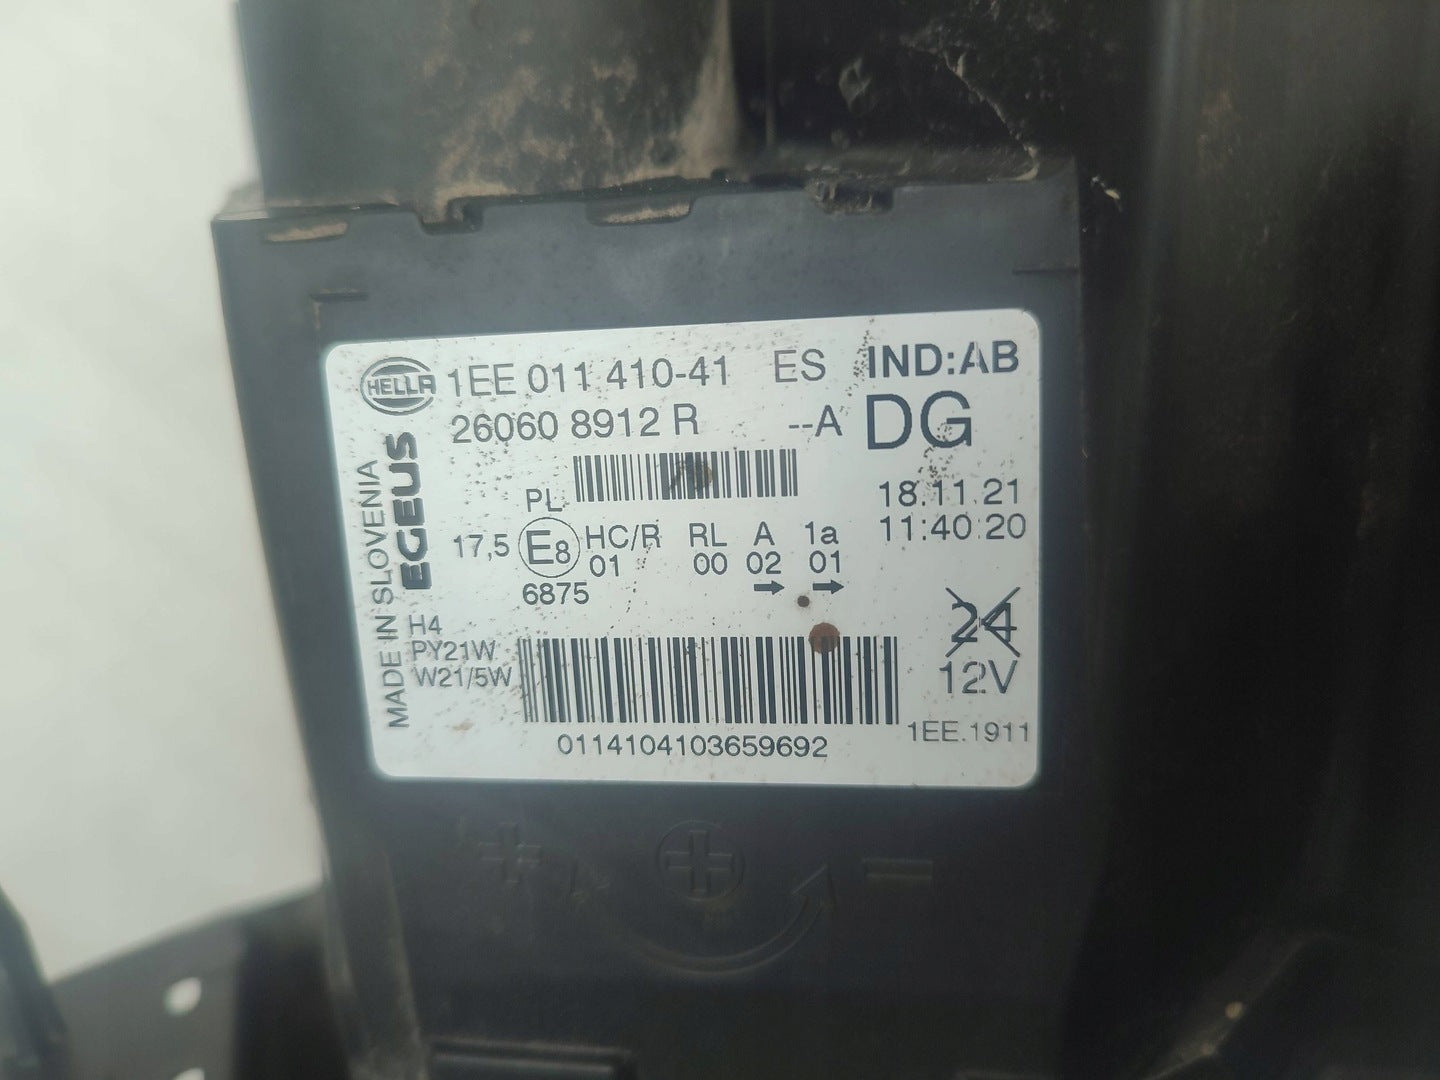 HELLA 1EE 011 410-41 ES IND:AB
26060 8912 R --A DG
MADE IN SLOVENIA
EGEUS
PL
18.11.21
11:40:20
17,5 E8 HC/R RL A 1a
01 00 02 01
6875
H4
PY21W
W21/5W
24
12V
1EE.1911
0114104103659692